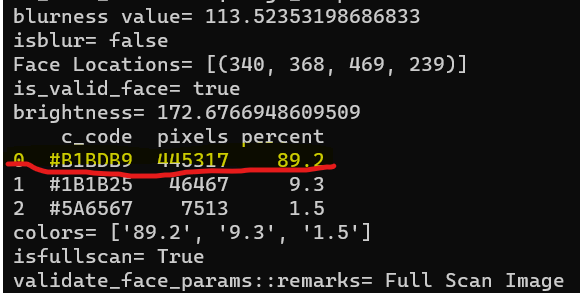 blurness value= 113.52353198686833
isblur= false
Face Locations= [(340, 368, 469, 239)]
is_valid_face= true
brightness= 172.6766948609509
c_code pixels percent
0 #B1BDB9 445317 89.2
1 #1B1B25 46467 9.3
2 #5A6567 7513 1.5
colors= ['89.2', '9.3', '1.5']
isfullscan= True
validate_face_params::remarks= Full Scan Image